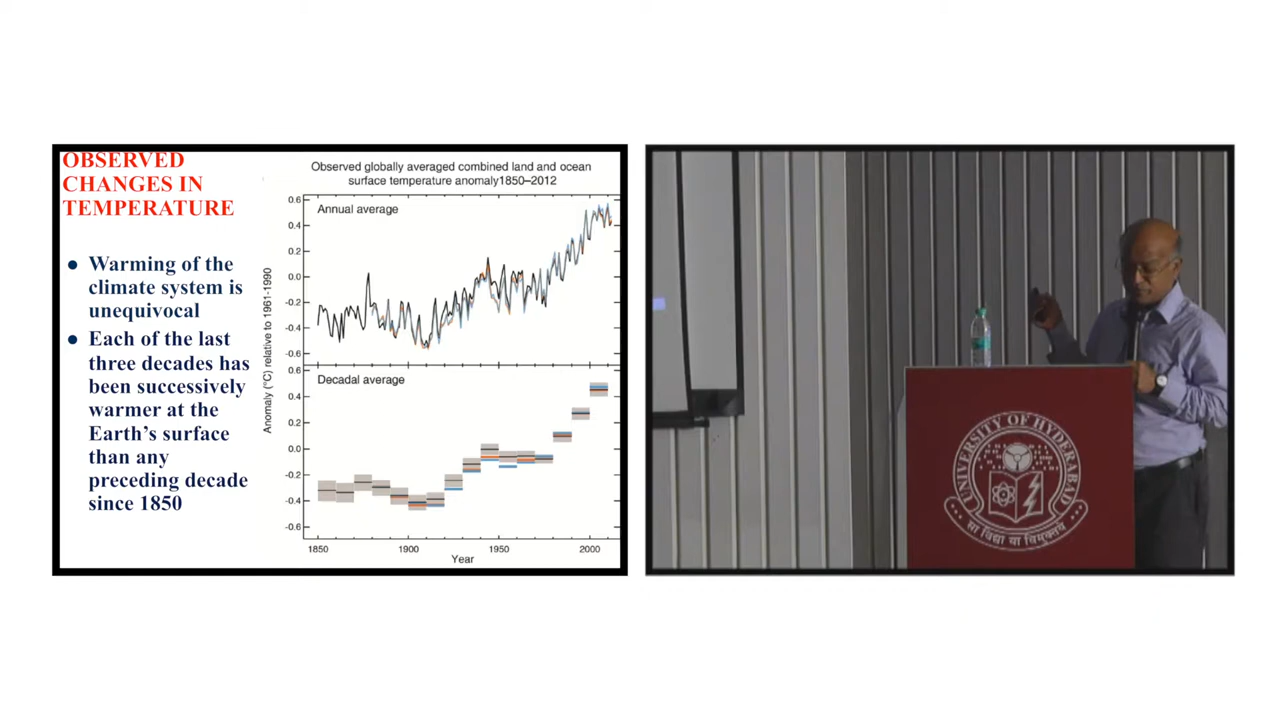 OBSERVED
CHANGES IN
TEMPERATURE
● Warming of the
climate system is
unequivocal
● Each of the last
three decades has
been successively
warmer at the
Earth's surface
than any
preceding decade
since 1850
Observed globally averaged combined land and ocean
surface temperature anomaly1850–2012
Anomaly (°C) relative to 1961-1990
Annual average
0.6
0.4
0.2
0.0
-0.2
-0.4
-0.6
Decadal average
0.6
0.4
0.2
0.0
-0.2
-0.4
-0.6
1850
1900
1950
2000
Year
UNIVERSITY OF HYDERABAD
सा विद्या या विमुक्तये